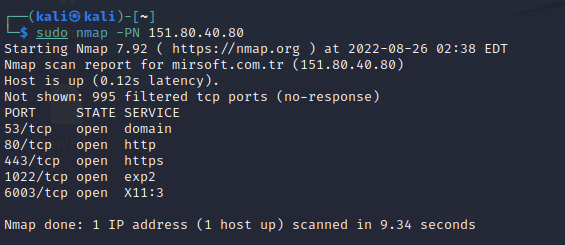 ┌──(kali㉿kali)-[~]
└─$ sudo nmap -PN 151.80.40.80
Starting Nmap 7.92 ( https://nmap.org ) at 2022-08-26 02:38 EDT
Nmap scan report for mirsoft.com.tr (151.80.40.80)
Host is up (0.12s latency).
Not shown: 995 filtered tcp ports (no-response)
PORT     STATE SERVICE
53/tcp   open  domain
80/tcp   open  http
443/tcp  open  https
1022/tcp open  exp2
6003/tcp open  X11:3
Nmap done: 1 IP address (1 host up) scanned in 9.34 seconds